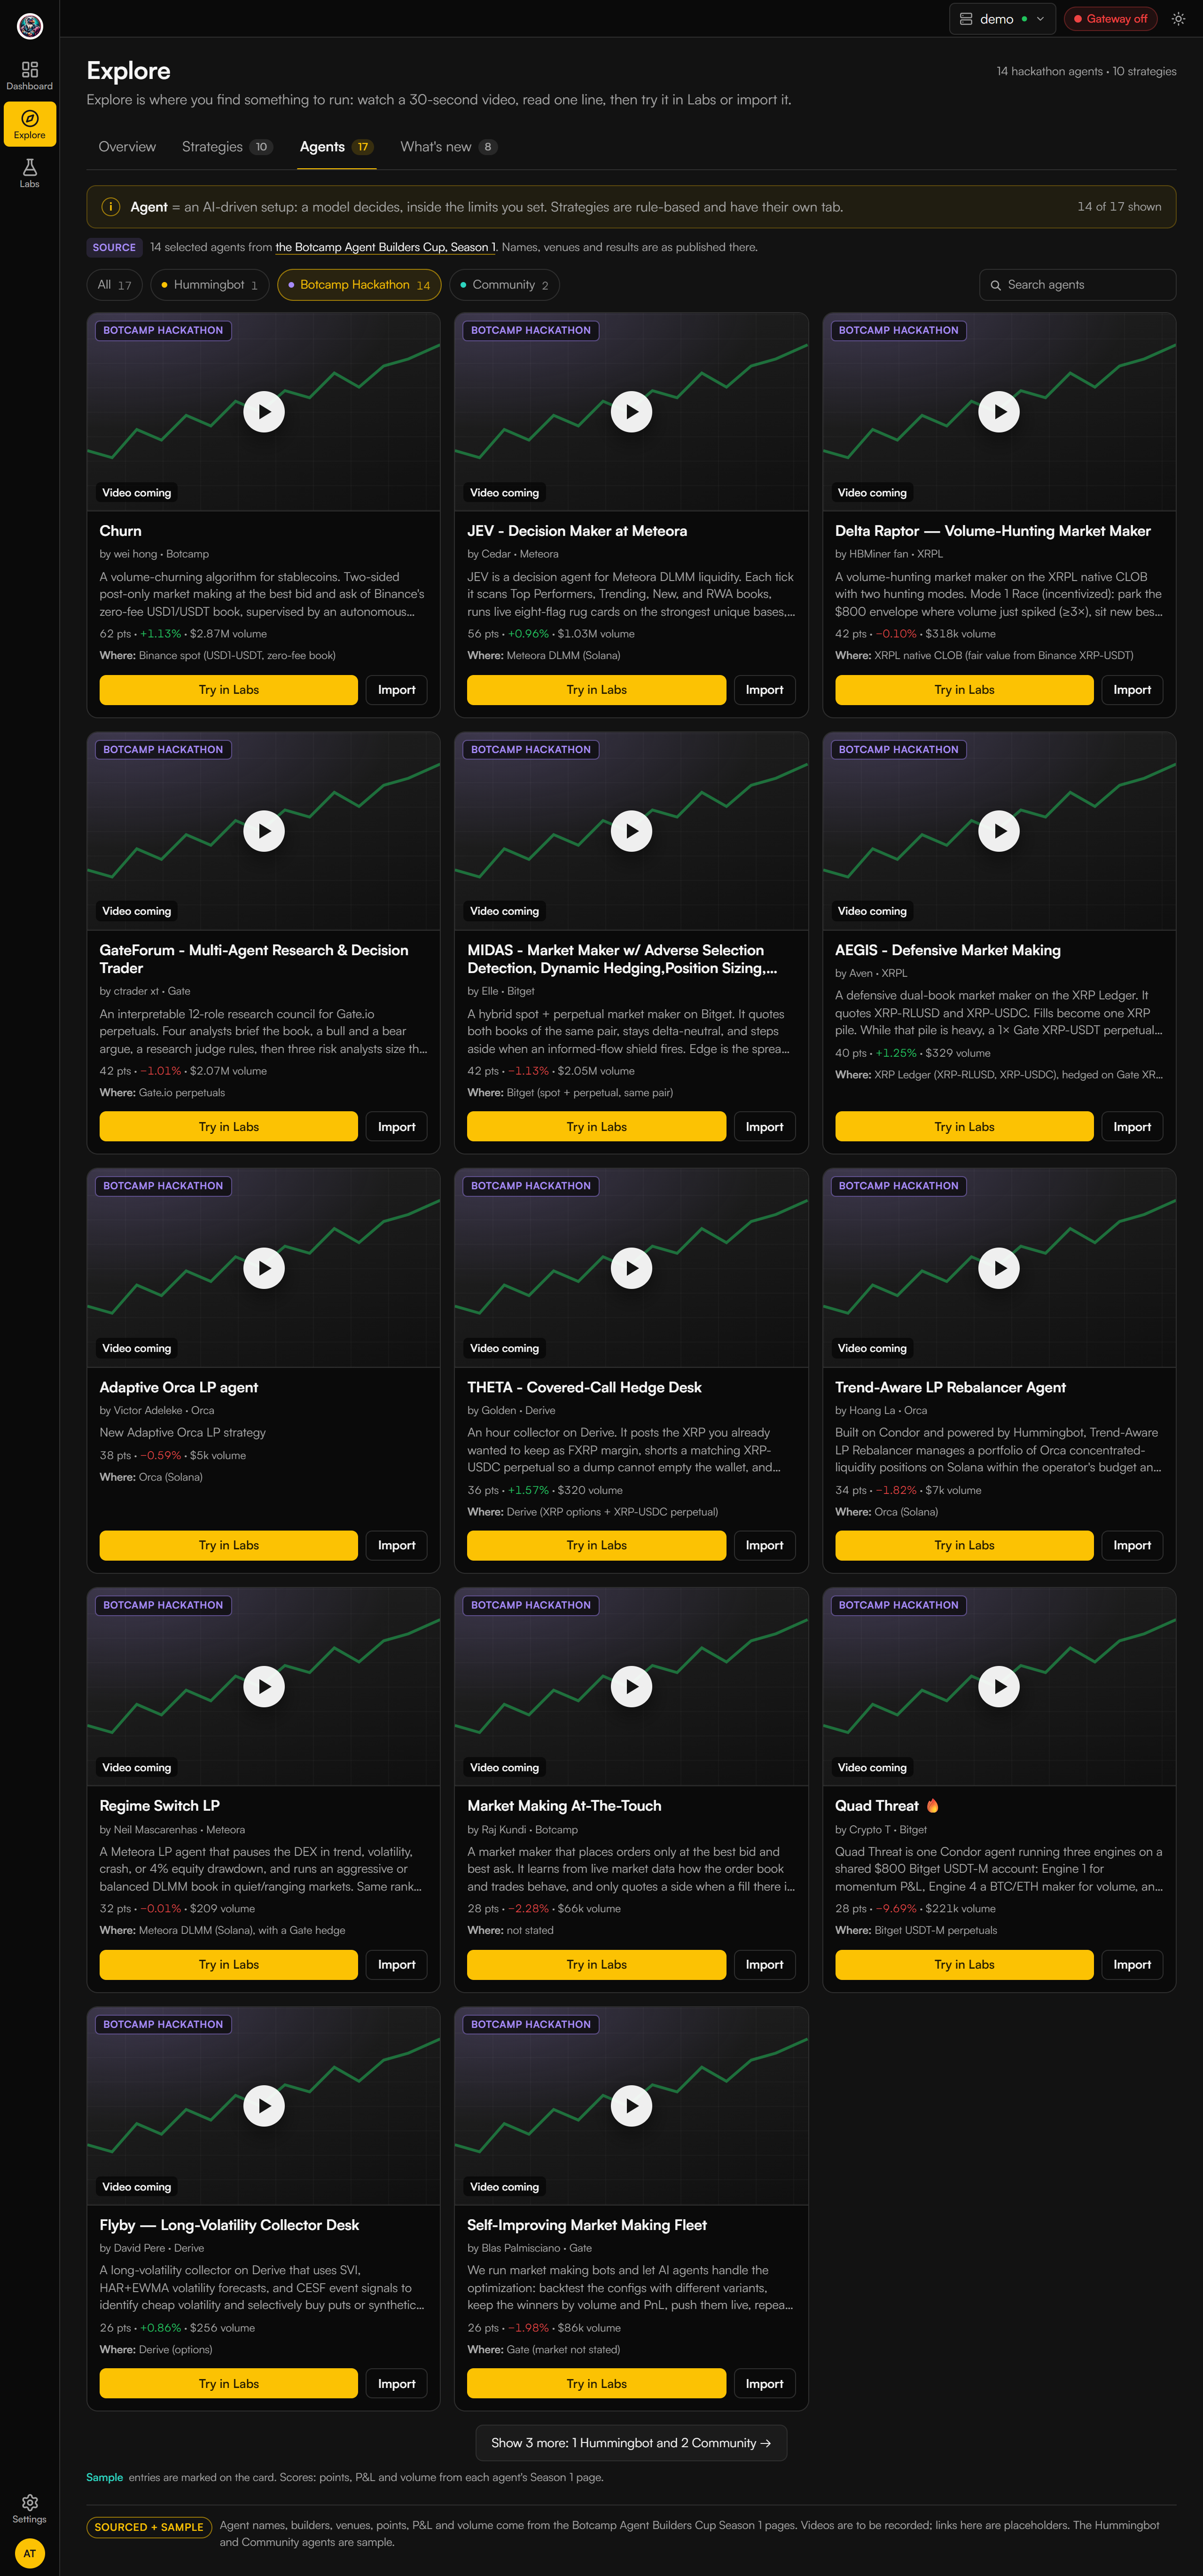 demo
Gateway off
Dashboard
Explore
Labs
Explore
14 hackathon agents · 10 strategies
Explore is where you find something to run: watch a 30-second video, read one line, then try it in Labs or import it.
Overview
Strategies 10
Agents 17
What's new 8
Agent = an AI-driven setup: a model decides, inside the limits you set. Strategies are rule-based and have their own tab.
14 of 17 shown
SOURCE 14 selected agents from the Botcamp Agent Builders Cup, Season 1. Names, venues and results are as published there.
All 17
Hummingbot 1
Botcamp Hackathon 14
Community 2
Search agents
BOTCAMP HACKATHON
Video coming
Churn
by wei hong · Botcamp
A volume-churning algorithm for stablecoins. Two-sided
post-only market making at the best bid and ask of Binance's
zero-fee USD1/USDT book, supervised by an autonomous...
62 pts · +1.13% · $2.87M volume
Where: Binance spot (USD1-USDT, zero-fee book)
Try in Labs
Import
BOTCAMP HACKATHON
Video coming
JEV - Decision Maker at Meteora
by Cedar · Meteora
JEV is a decision agent for Meteora DLMM liquidity. Each tick
it scans Top Performers, Trending, New, and RWA books,
runs live eight-flag rug cards on the strongest unique bases,...
56 pts · +0.96% · $1.03M volume
Where: Meteora DLMM (Solana)
Try in Labs
Import
BOTCAMP HACKATHON
Video coming
Delta Raptor — Volume-Hunting Market Maker
by HBMiner fan · XRPL
A volume-hunting market maker on the XRPL native CLOB
with two hunting modes. Mode 1 Race (incentivized): park the
$800 envelope where volume just spiked (≥3×), sit new bes...
42 pts · −0.10% · $318k volume
Where: XRPL native CLOB (fair value from Binance XRP-USDT)
Try in Labs
Import
BOTCAMP HACKATHON
Video coming
GateForum - Multi-Agent Research & Decision
Trader
by ctrader xt · Gate
An interpretable 12-role research council for Gate.io
perpetuals. Four analysts brief the book, a bull and a bear
argue, a research judge rules, then three risk analysts size th...
42 pts · −1.01% · $2.07M volume
Where: Gate.io perpetuals
Try in Labs
Import
BOTCAMP HACKATHON
Video coming
MIDAS - Market Maker w/ Adverse Selection
Detection, Dynamic Hedging,Position Sizing,...
by Elle · Bitget
A hybrid spot + perpetual market maker on Bitget. It quotes
both books of the same pair, stays delta-neutral, and steps
aside when an informed-flow shield fires. Edge is the sprea...
42 pts · −1.13% · $2.05M volume
Where: Bitget (spot + perpetual, same pair)
Try in Labs
Import
BOTCAMP HACKATHON
Video coming
AEGIS - Defensive Market Making
by Aven · XRPL
A defensive dual-book market maker on the XRP Ledger. It
quotes XRP-RLUSD and XRP-USDC. Fills become one XRP
pile. While that pile is heavy, a 1× Gate XRP-USDT perpetual...
40 pts · +1.25% · $329 volume
Where: XRP Ledger (XRP-RLUSD, XRP-USDC), hedged on Gate XR...
Try in Labs
Import
BOTCAMP HACKATHON
Video coming
Adaptive Orca LP agent
by Victor Adeleke · Orca
New Adaptive Orca LP strategy
38 pts · −0.59% · $5k volume
Where: Orca (Solana)
Try in Labs
Import
BOTCAMP HACKATHON
Video coming
THETA - Covered-Call Hedge Desk
by Golden · Derive
An hour collector on Derive. It posts the XRP you already
wanted to keep as FXRP margin, shorts a matching XRP-
USDC perpetual so a dump cannot empty the wallet, and...
36 pts · +1.57% · $320 volume
Where: Derive (XRP options + XRP-USDC perpetual)
Try in Labs
Import
BOTCAMP HACKATHON
Video coming
Trend-Aware LP Rebalancer Agent
by Hoang La · Orca
Built on Condor and powered by Hummingbot, Trend-Aware
LP Rebalancer manages a portfolio of Orca concentrated-
liquidity positions on Solana within the operator's budget an...
34 pts · −1.82% · $7k volume
Where: Orca (Solana)
Try in Labs
Import
BOTCAMP HACKATHON
Video coming
Regime Switch LP
by Neil Mascarenhas · Meteora
A Meteora LP agent that pauses the DEX in trend, volatility,
crash, or 4% equity drawdown, and runs an aggressive or
balanced DLMM book in quiet/ranging markets. Same rank...
32 pts · −0.01% · $209 volume
Where: Meteora DLMM (Solana), with a Gate hedge
Try in Labs
Import
BOTCAMP HACKATHON
Video coming
Market Making At-The-Touch
by Raj Kundi · Botcamp
A market maker that places orders only at the best bid and
best ask. It learns from live market data how the order book
and trades behave, and only quotes a side when a fill there i...
28 pts · −2.28% · $66k volume
Where: not stated
Try in Labs
Import
BOTCAMP HACKATHON
Video coming
Quad Threat 🔥
by Crypto T · Bitget
Quad Threat is one Condor agent running three engines on a
shared $800 Bitget USDT-M account: Engine 1 for
momentum P&L, Engine 4 a BTC/ETH maker for volume, an...
28 pts · −9.69% · $221k volume
Where: Bitget USDT-M perpetuals
Try in Labs
Import
BOTCAMP HACKATHON
Video coming
Flyby — Long-Volatility Collector Desk
by David Pere · Derive
A long-volatility collector on Derive that uses SVI,
HAR+EWMA volatility forecasts, and CESF event signals to
identify cheap volatility and selectively buy puts or synthetic...
26 pts · +0.86% · $256 volume
Where: Derive (options)
Try in Labs
Import
BOTCAMP HACKATHON
Video coming
Self-Improving Market Making Fleet
by Blas Palmisciano · Gate
We run market making bots and let AI agents handle the
optimization: backtest the configs with different variants,
keep the winners by volume and PnL, push them live, repea...
26 pts · −1.98% · $86k volume
Where: Gate (market not stated)
Try in Labs
Import
Show 3 more: 1 Hummingbot and 2 Community →
Sample entries are marked on the card. Scores: points, P&L and volume from each agent's Season 1 page.
SOURCED + SAMPLE
Agent names, builders, venues, points, P&L and volume come from the Botcamp Agent Builders Cup Season 1 pages. Videos are to be recorded; links here are placeholders. The Hummingbot
and Community agents are sample.
Settings
AT